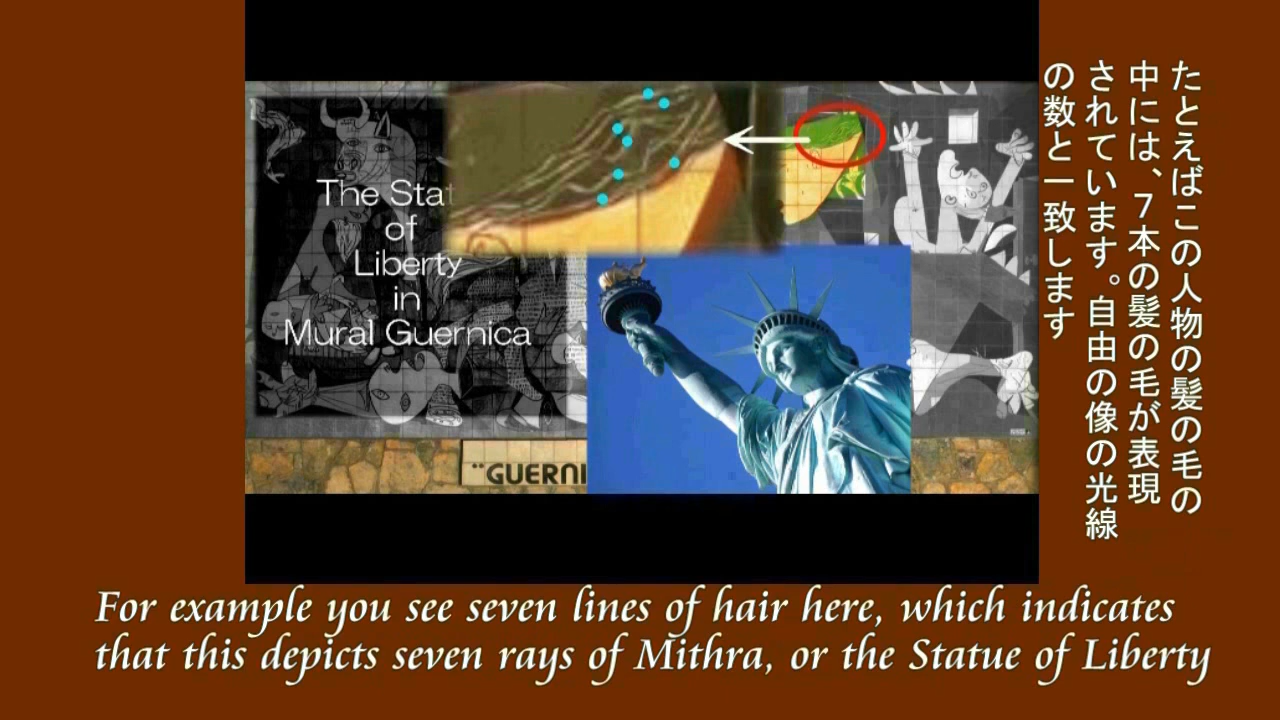 The Stat
of
Liberty
in
Mural Guernica
¨GUERNI
たとえばこの人物の髪の毛の
中には、7本の髪の毛が表現
されています。自由の像の光線
の数と一致します
For example you see seven lines of hair here, which indicates
that this depicts seven rays of Mithra, or the Statue of Liberty